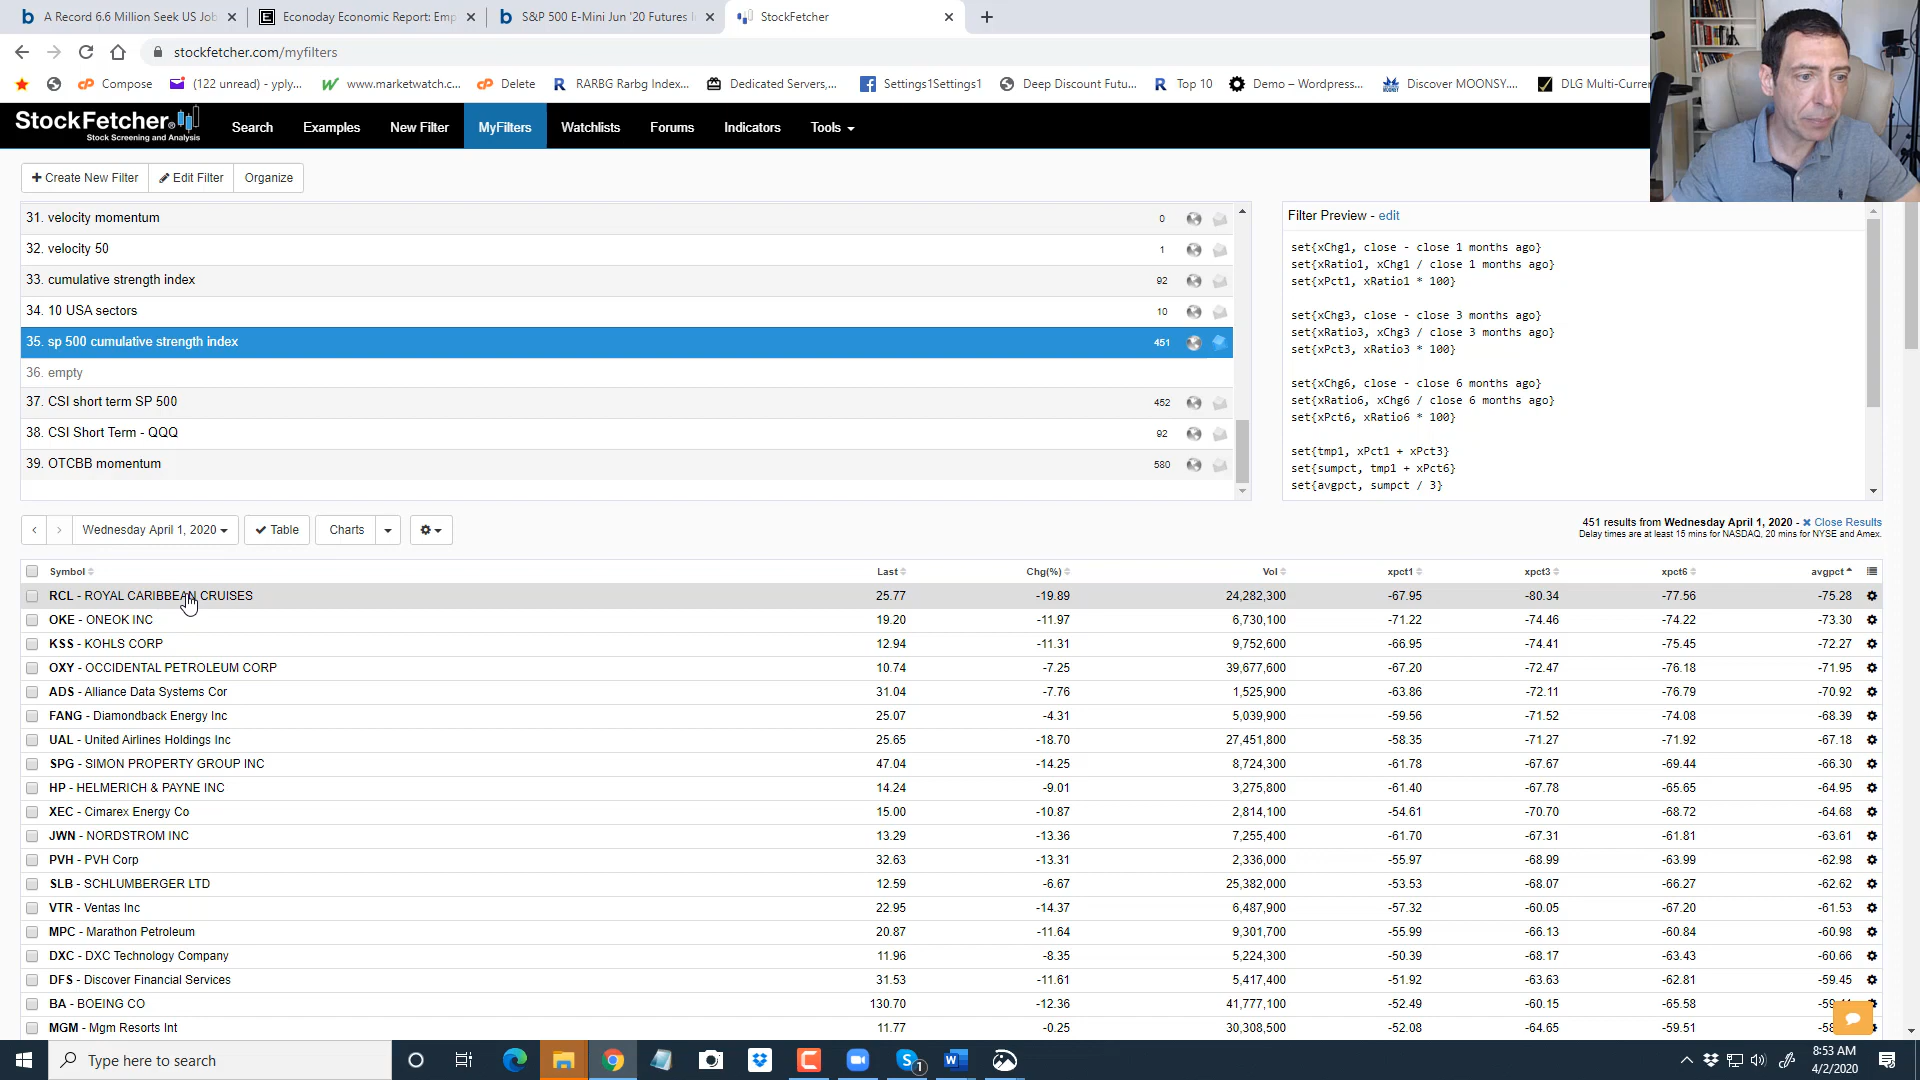 A Record 6.6 Million Seek US Job
Econoday Economic Report: Emp
S&P 500 E-Mini Jun '20 Futures
StockFetcher
stockfetcher.com/myfilters
Compose
(122 unread) - yply...
www.marketwatch.c...
Delete
RARBG Rarbg Index...
Dedicated Servers,...
Settings1Settings1
Deep Discount Futu...
Top 10
Demo – Wordpress...
Discover MOONSY....
DLG Multi-Curren
StockFetcher
Stock Screening and Analysis
Search
Examples
New Filter
MyFilters
Watchlists
Forums
Indicators
Tools
Create New Filter
Edit Filter
Organize
31. velocity momentum 0
32. velocity 50 1
33. cumulative strength index 92
34. 10 USA sectors 10
35. sp 500 cumulative strength index 451
36. empty
37. CSI short term SP 500 452
38. CSI Short Term - QQQ 92
39. OTCBB momentum 580
Filter Preview - edit
set{xChg1, close - close 1 months ago}
set{xRatio1, xChg1 / close 1 months ago}
set{xPct1, xRatio1 * 100}
set{xChg3, close - close 3 months ago}
set{xRatio3, xChg3 / close 3 months ago}
set{xPct3, xRatio3 * 100}
set{xChg6, close - close 6 months ago}
set{xRatio6, xChg6 / close 6 months ago}
set{xPct6, xRatio6 * 100}
set{tmp1, xPct1 + xPct3}
set{sumpct, tmp1 + xPct6}
set{avgpct, sumpct / 3}
Wednesday April 1, 2020
Table
Charts
451 results from Wednesday April 1, 2020 - Close Results
Delay times are at least 15 mins for NASDAQ, 20 mins for NYSE and Amex.
Symbol Last Chg(%) Vol xpct1 xpct3 xpct6 avgpct
RCL - ROYAL CARIBBEAN CRUISES 25.77 -19.89 24,282,300 -67.95 -80.34 -77.56 -75.28
OKE - ONEOK INC 19.20 -11.97 6,730,100 -71.22 -74.46 -74.22 -73.30
KSS - KOHLS CORP 12.94 -11.31 9,752,600 -66.95 -74.41 -75.45 -72.27
OXY - OCCIDENTAL PETROLEUM CORP 10.74 -7.25 39,677,600 -67.20 -72.47 -76.18 -71.95
ADS - Alliance Data Systems Cor 31.04 -7.76 1,525,900 -63.86 -72.11 -76.79 -70.92
FANG - Diamondback Energy Inc 25.07 -4.31 5,039,900 -59.56 -71.52 -74.08 -68.39
UAL - United Airlines Holdings Inc 25.65 -18.70 27,451,800 -58.35 -71.27 -71.92 -67.18
SPG - SIMON PROPERTY GROUP INC 47.04 -14.25 8,724,300 -61.78 -67.67 -69.44 -66.30
HP - HELMERICH & PAYNE INC 14.24 -9.01 3,275,800 -61.40 -67.78 -65.65 -64.95
XEC - Cimarex Energy Co 15.00 -10.87 2,814,100 -54.61 -70.70 -68.72 -64.68
JWN - NORDSTROM INC 13.29 -13.36 7,255,400 -61.70 -67.31 -61.81 -63.61
PVH - PVH Corp 32.63 -13.31 2,336,000 -55.97 -68.99 -63.99 -62.98
SLB - SCHLUMBERGER LTD 12.59 -6.67 25,382,000 -53.53 -68.07 -66.27 -62.62
VTR - Ventas Inc 22.95 -14.37 6,487,900 -57.32 -60.05 -67.20 -61.53
MPC - Marathon Petroleum 20.87 -11.64 9,301,700 -55.99 -66.13 -60.84 -60.98
DXC - DXC Technology Company 11.96 -8.35 5,224,300 -50.39 -68.17 -63.43 -60.66
DFS - Discover Financial Services 31.53 -11.61 5,417,400 -51.92 -63.63 -62.81 -59.45
BA - BOEING CO 130.70 -12.36 41,777,100 -52.49 -60.15 -65.58
MGM - Mgm Resorts Int 11.77 -0.25 30,308,500 -52.08 -64.65 -59.51
Type here to search
8:53 AM
4/2/2020